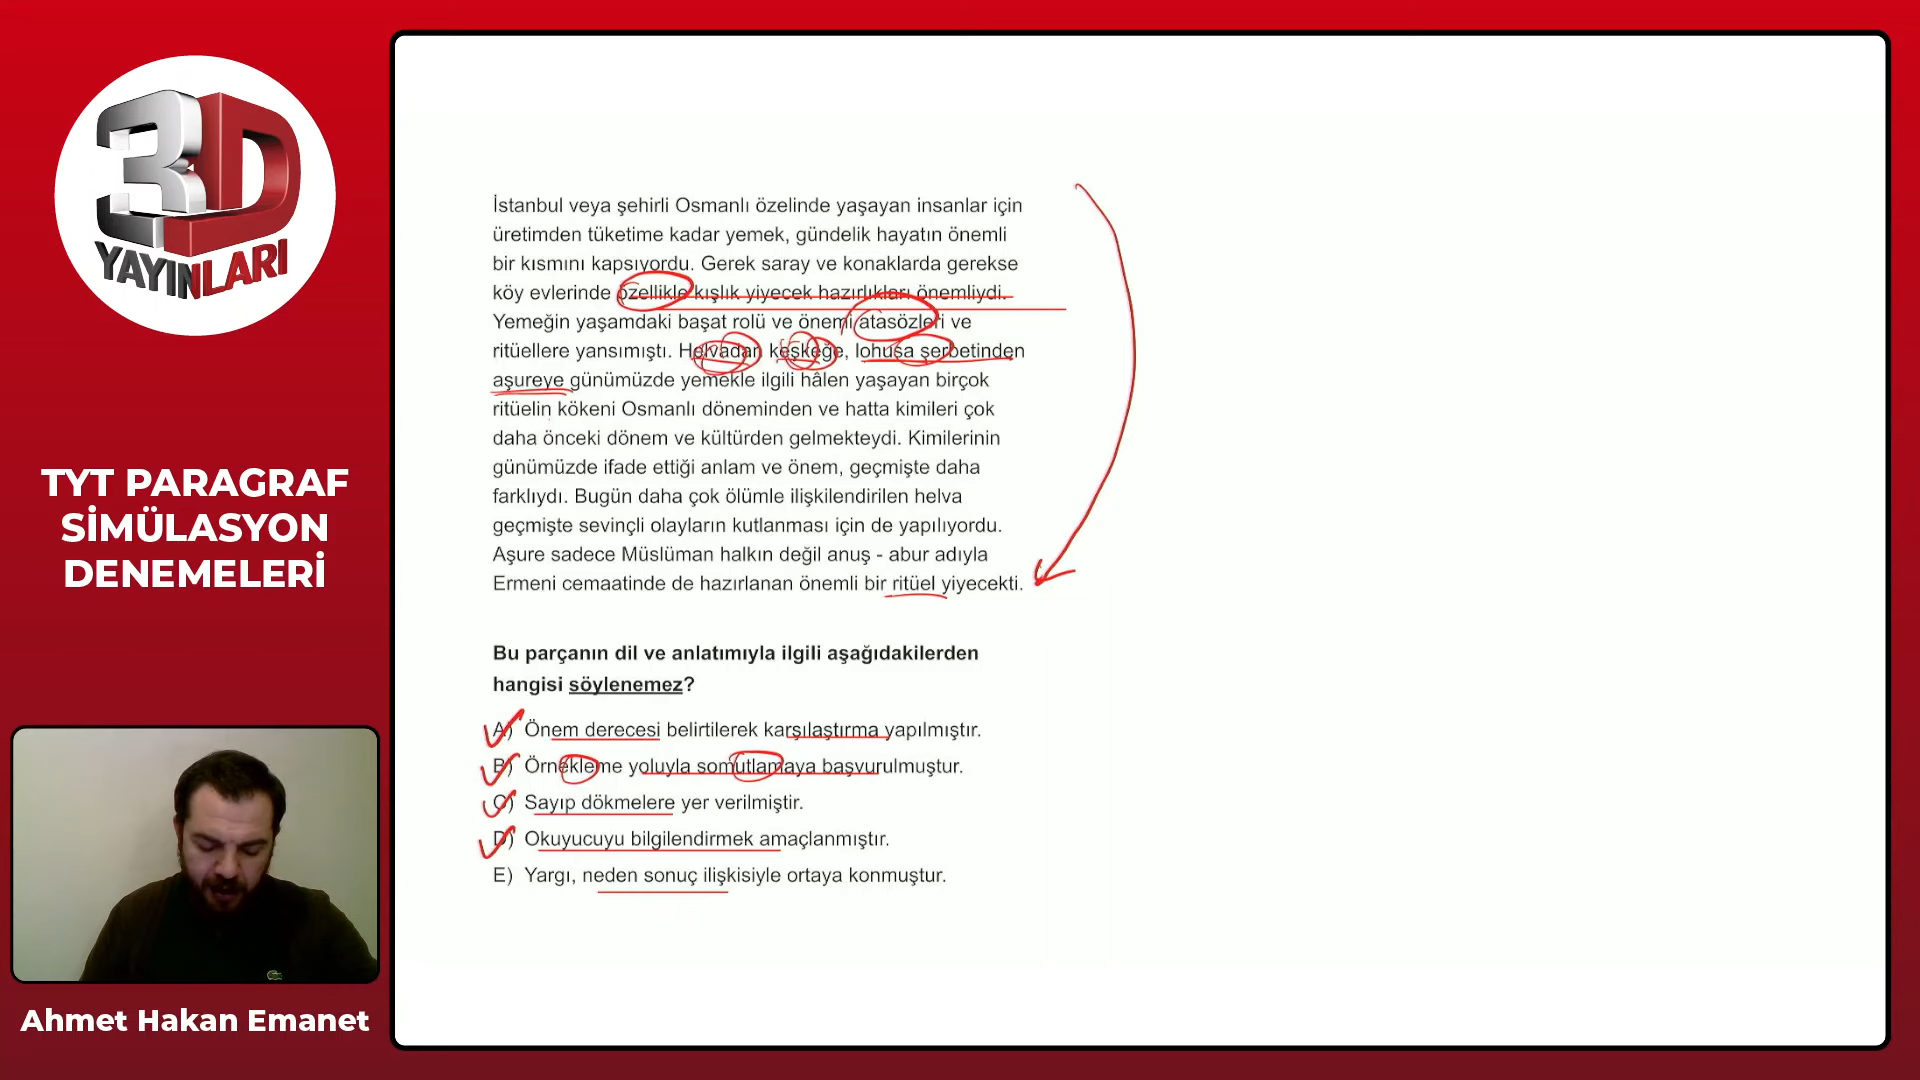 3D
YAYINLARI
TYT PARAGRAF
SİMÜLASYON
DENEMELERİ
Ahmet Hakan Emanet
İstanbul veya şehirli Osmanlı özelinde yaşayan insanlar için
üretimden tüketime kadar yemek, gündelik hayatın önemli
bir kısmını kapsıyordu. Gerek saray ve konaklarda gerekse
köy evlerinde özellikle kışlık yiyecek hazırlıkları önemliydi.
Yemeğin yaşamdaki başat rolü ve önemi atasözleri ve
ritüellere yansımıştı. Helvadan keşkeğe, lohusa şerbetinden
aşureye günümüzde yemekle ilgili hâlen yaşayan birçok
ritüelin kökeni Osmanlı döneminden ve hatta kimileri çok
daha önceki dönem ve kültürden gelmekteydi. Kimilerinin
günümüzde ifade ettiği anlam ve önem, geçmişte daha
farklıydı. Bugün daha çok ölümle ilişkilendirilen helva
geçmişte sevinçli olayların kutlanması için de yapılıyordu.
Aşure sadece Müslüman halkın değil anuş - abur adıyla
Ermeni cemaatinde de hazırlanan önemli bir ritüel yiyecekti.
Bu parçanın dil ve anlatımıyla ilgili aşağıdakilerden
hangisi söylenemez?
A) Önem derecesi belirtilerek karşılaştırma yapılmıştır.
B) Örnekleme yoluyla somutlamaya başvurulmuştur.
C) Sayıp dökmelere yer verilmiştir.
D) Okuyucuyu bilgilendirmek amaçlanmıştır.
E) Yargı, neden sonuç ilişkisiyle ortaya konmuştur.